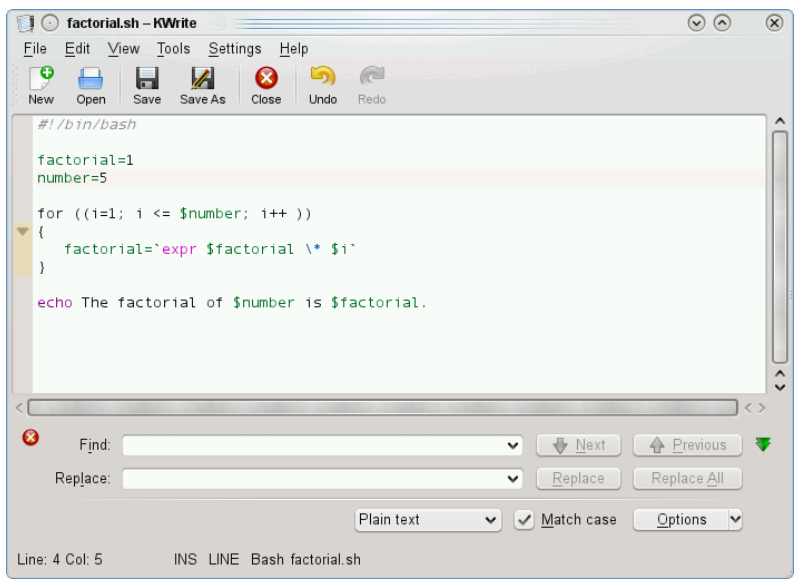 factorial.sh – KWrite
File Edit View Tools Settings Help
New Open Save Save As Close Undo Redo
#!/bin/bash
factorial=1
number=5
for ((i=1; i <= $number; i++ ))
{
factorial=`expr $factorial \* $i`
}
echo The factorial of $number is $factorial.
Find: Next Previous
Replace: Replace Replace All
Plain text Match case Options
Line: 4 Col: 5 INS LINE Bash factorial.sh